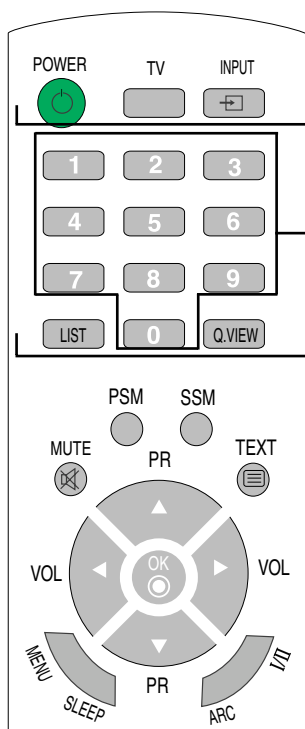 POWER TV INPUT
1 2 3
4 5 6
7 8 9
LIST 0 Q.VIEW
PSM SSM
MUTE PR TEXT
VOL OK VOL
MENU PR I/II
SLEEP ARC